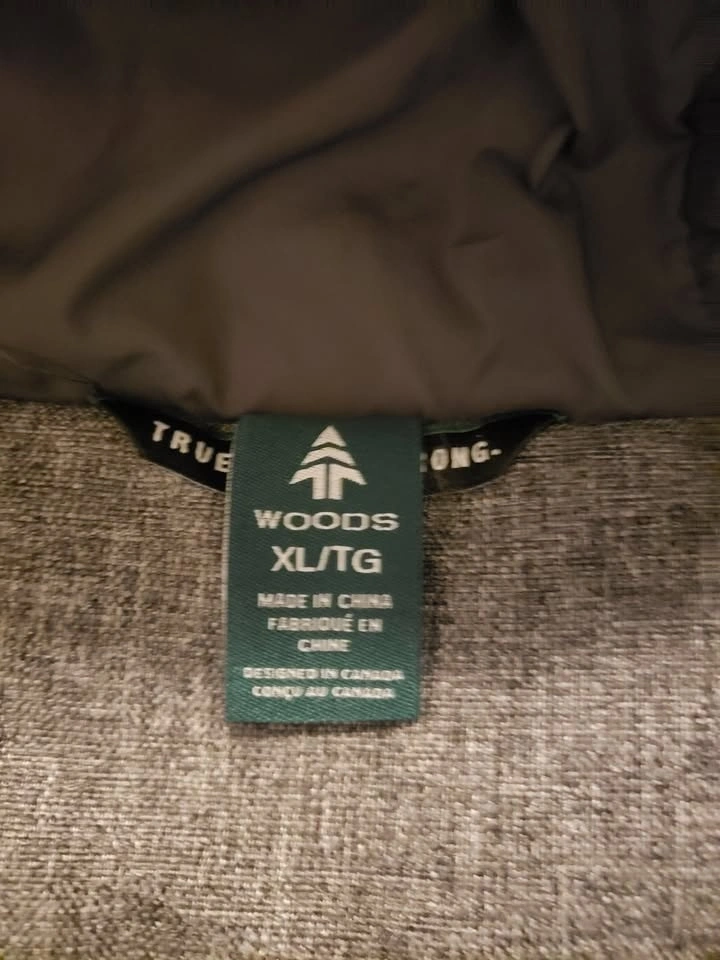 TRUE
ONG-
WOODS
XL/TG
MADE IN CHINA
FABRIQUÉ EN
CHINE
DESIGNED IN CANADA
CONÇU AU CANADA